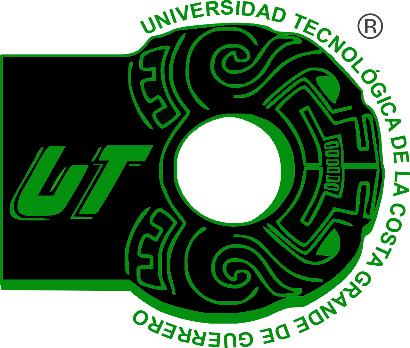 UNIVERSIDAD TECNOLÓGICA DE LA COSTA GRANDE DE GUERRERO
®
UT